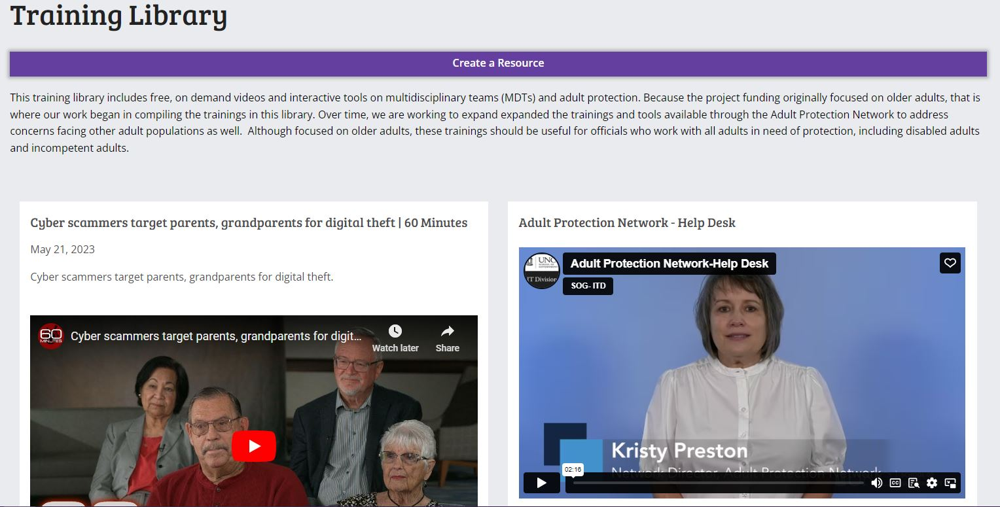 Training Library
Create a Resource
This training library includes free, on demand videos and interactive tools on multidisciplinary teams (MDTs) and adult protection. Because the project funding originally focused on older adults, that is
where our work began in compiling the trainings in this library. Over time, we are working to expand expanded the trainings and tools available through the Adult Protection Network to address
concerns facing other adult populations as well.  Although focused on older adults, these trainings should be useful for officials who work with all adults in need of protection, including disabled adults
and incompetent adults.
Cyber scammers target parents, grandparents for digital theft | 60 Minutes
May 21, 2023
Cyber scammers target parents, grandparents for digital theft.
60
MINUTES
Cyber scammers target parents, grandparents for digit...
Watch later
Share
Adult Protection Network - Help Desk
UNC
SCHOOL OF
GOVERNMENT
IT Division
Adult Protection Network-Help Desk
SOG- ITD
Kristy Preston
Network Director, Adult Protection Network
02:16
CC